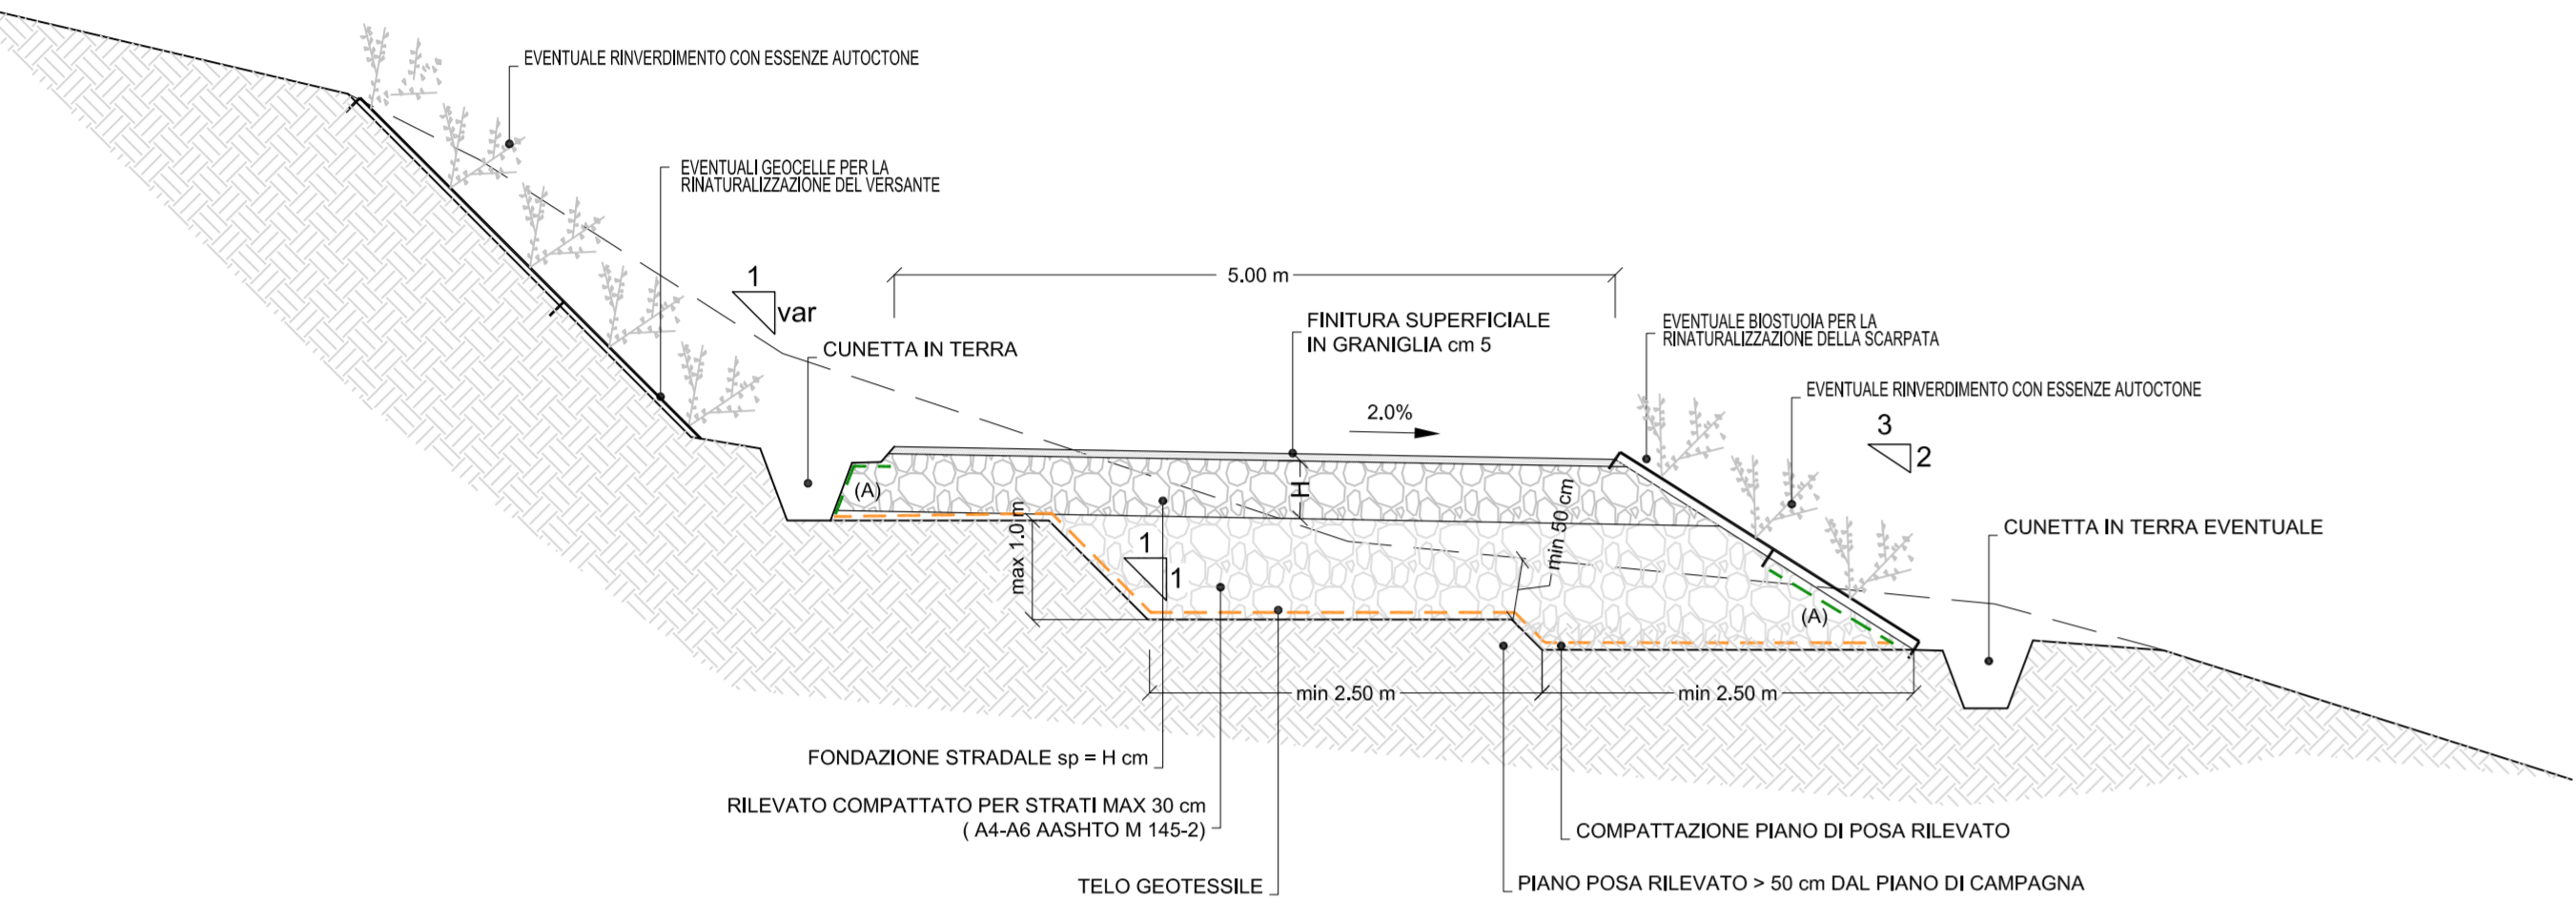 EVENTUALE RINVERDIMENTO CON ESSENZE AUTOCTONE
EVENTUALI GEOCELLE PER LA
RINATURALIZZAZIONE DEL VERSANTE
1
var
5.00 m
CUNETTA IN TERRA
FINITURA SUPERFICIALE
IN GRANIGLIA cm 5
EVENTUALE BIOSTUOIA PER LA
RINATURALIZZAZIONE DELLA SCARPATA
EVENTUALE RINVERDIMENTO CON ESSENZE AUTOCTONE
2.0%
3
2
(A)
H
min 50 cm
max 1.0 m
1
1
CUNETTA IN TERRA EVENTUALE
(A)
min 2.50 m
min 2.50 m
FONDAZIONE STRADALE sp = H cm
RILEVATO COMPATTATO PER STRATI MAX 30 cm
( A4-A6 AASHTO M 145-2)
COMPATTAZIONE PIANO DI POSA RILEVATO
TELO GEOTESSILE
PIANO POSA RILEVATO > 50 cm DAL PIANO DI CAMPAGNA